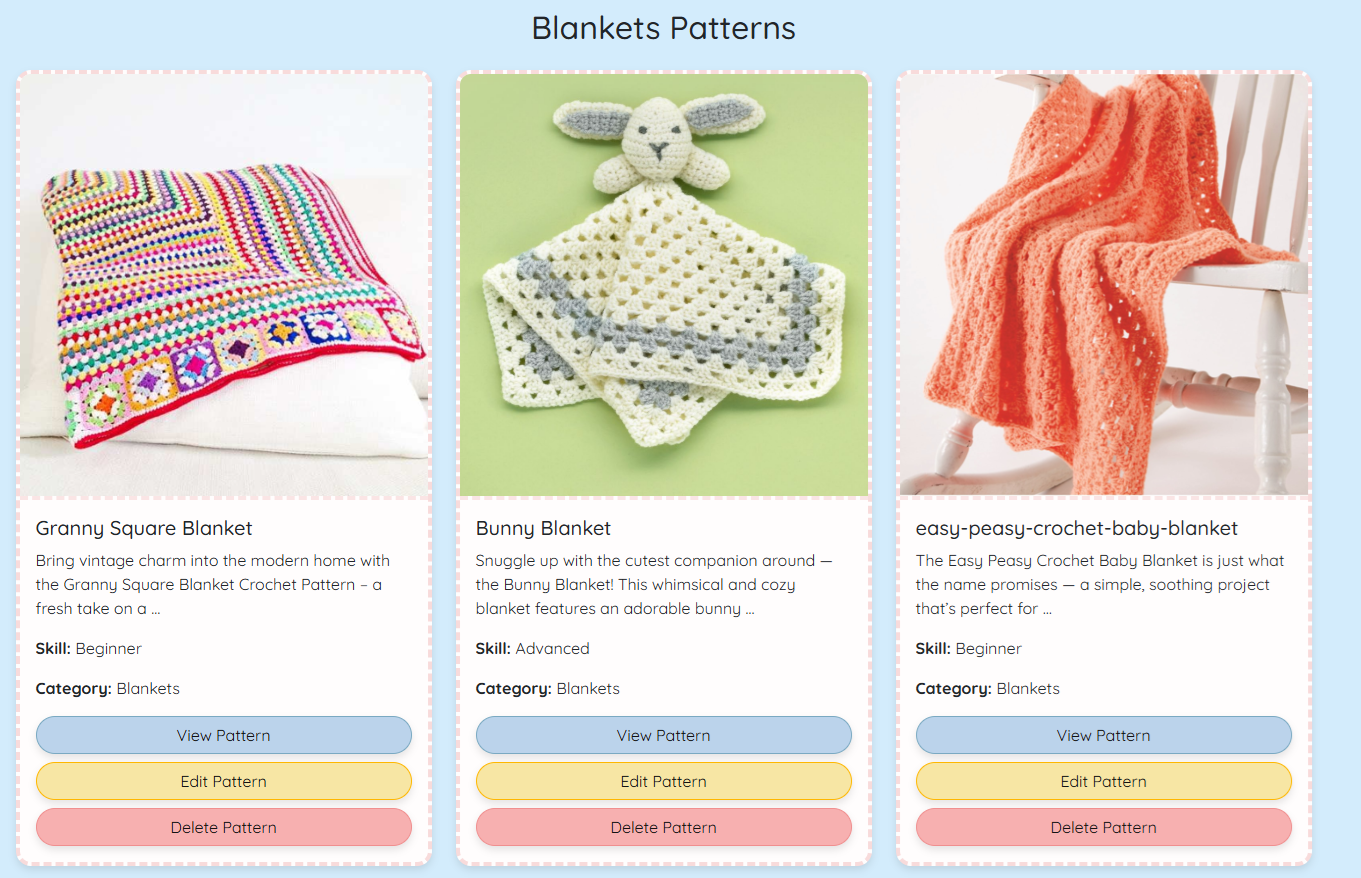 Blankets Patterns
Granny Square Blanket
Bring vintage charm into the modern home with
the Granny Square Blanket Crochet Pattern – a
fresh take on a ...
Skill: Beginner
Category: Blankets
View Pattern
Edit Pattern
Delete Pattern
Bunny Blanket
Snuggle up with the cutest companion around —
the Bunny Blanket! This whimsical and cozy
blanket features an adorable bunny ...
Skill: Advanced
Category: Blankets
View Pattern
Edit Pattern
Delete Pattern
easy-peasy-crochet-baby-blanket
The Easy Peasy Crochet Baby Blanket is just what
the name promises — a simple, soothing project
that’s perfect for ...
Skill: Beginner
Category: Blankets
View Pattern
Edit Pattern
Delete Pattern